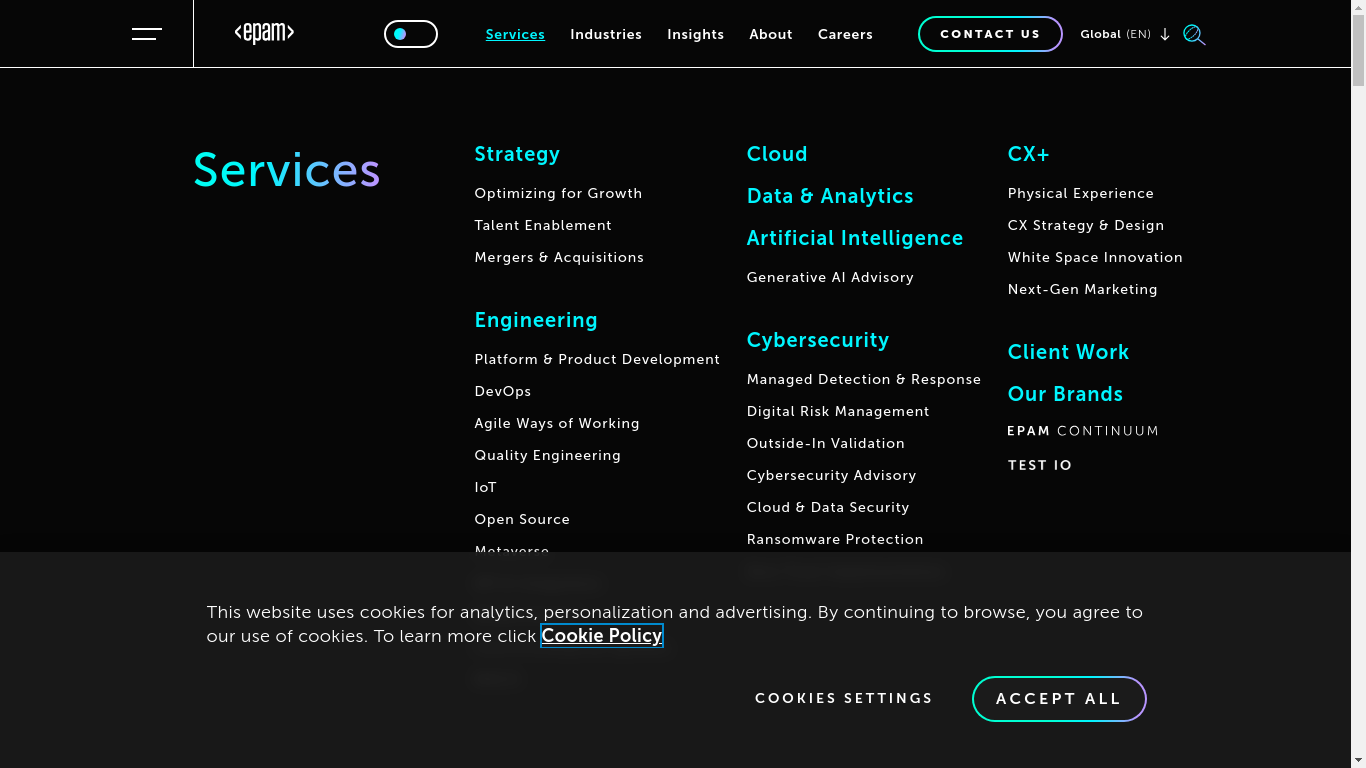 <epam>
Services
Industries
Insights
About
Careers
CONTACT US
Global (EN)
Services
Strategy
Optimizing for Growth
Talent Enablement
Mergers & Acquisitions
Engineering
Platform & Product Development
DevOps
Agile Ways of Working
Quality Engineering
IoT
Open Source
Metaverse
Cloud
Data & Analytics
Artificial Intelligence
Generative AI Advisory
Cybersecurity
Managed Detection & Response
Digital Risk Management
Outside-In Validation
Cybersecurity Advisory
Cloud & Data Security
Ransomware Protection
CX+
Physical Experience
CX Strategy & Design
White Space Innovation
Next-Gen Marketing
Client Work
Our Brands
EPAM CONTINUUM
TEST IO
This website uses cookies for analytics, personalization and advertising. By continuing to browse, you agree to
our use of cookies. To learn more click Cookie Policy
COOKIES SETTINGS
ACCEPT ALL